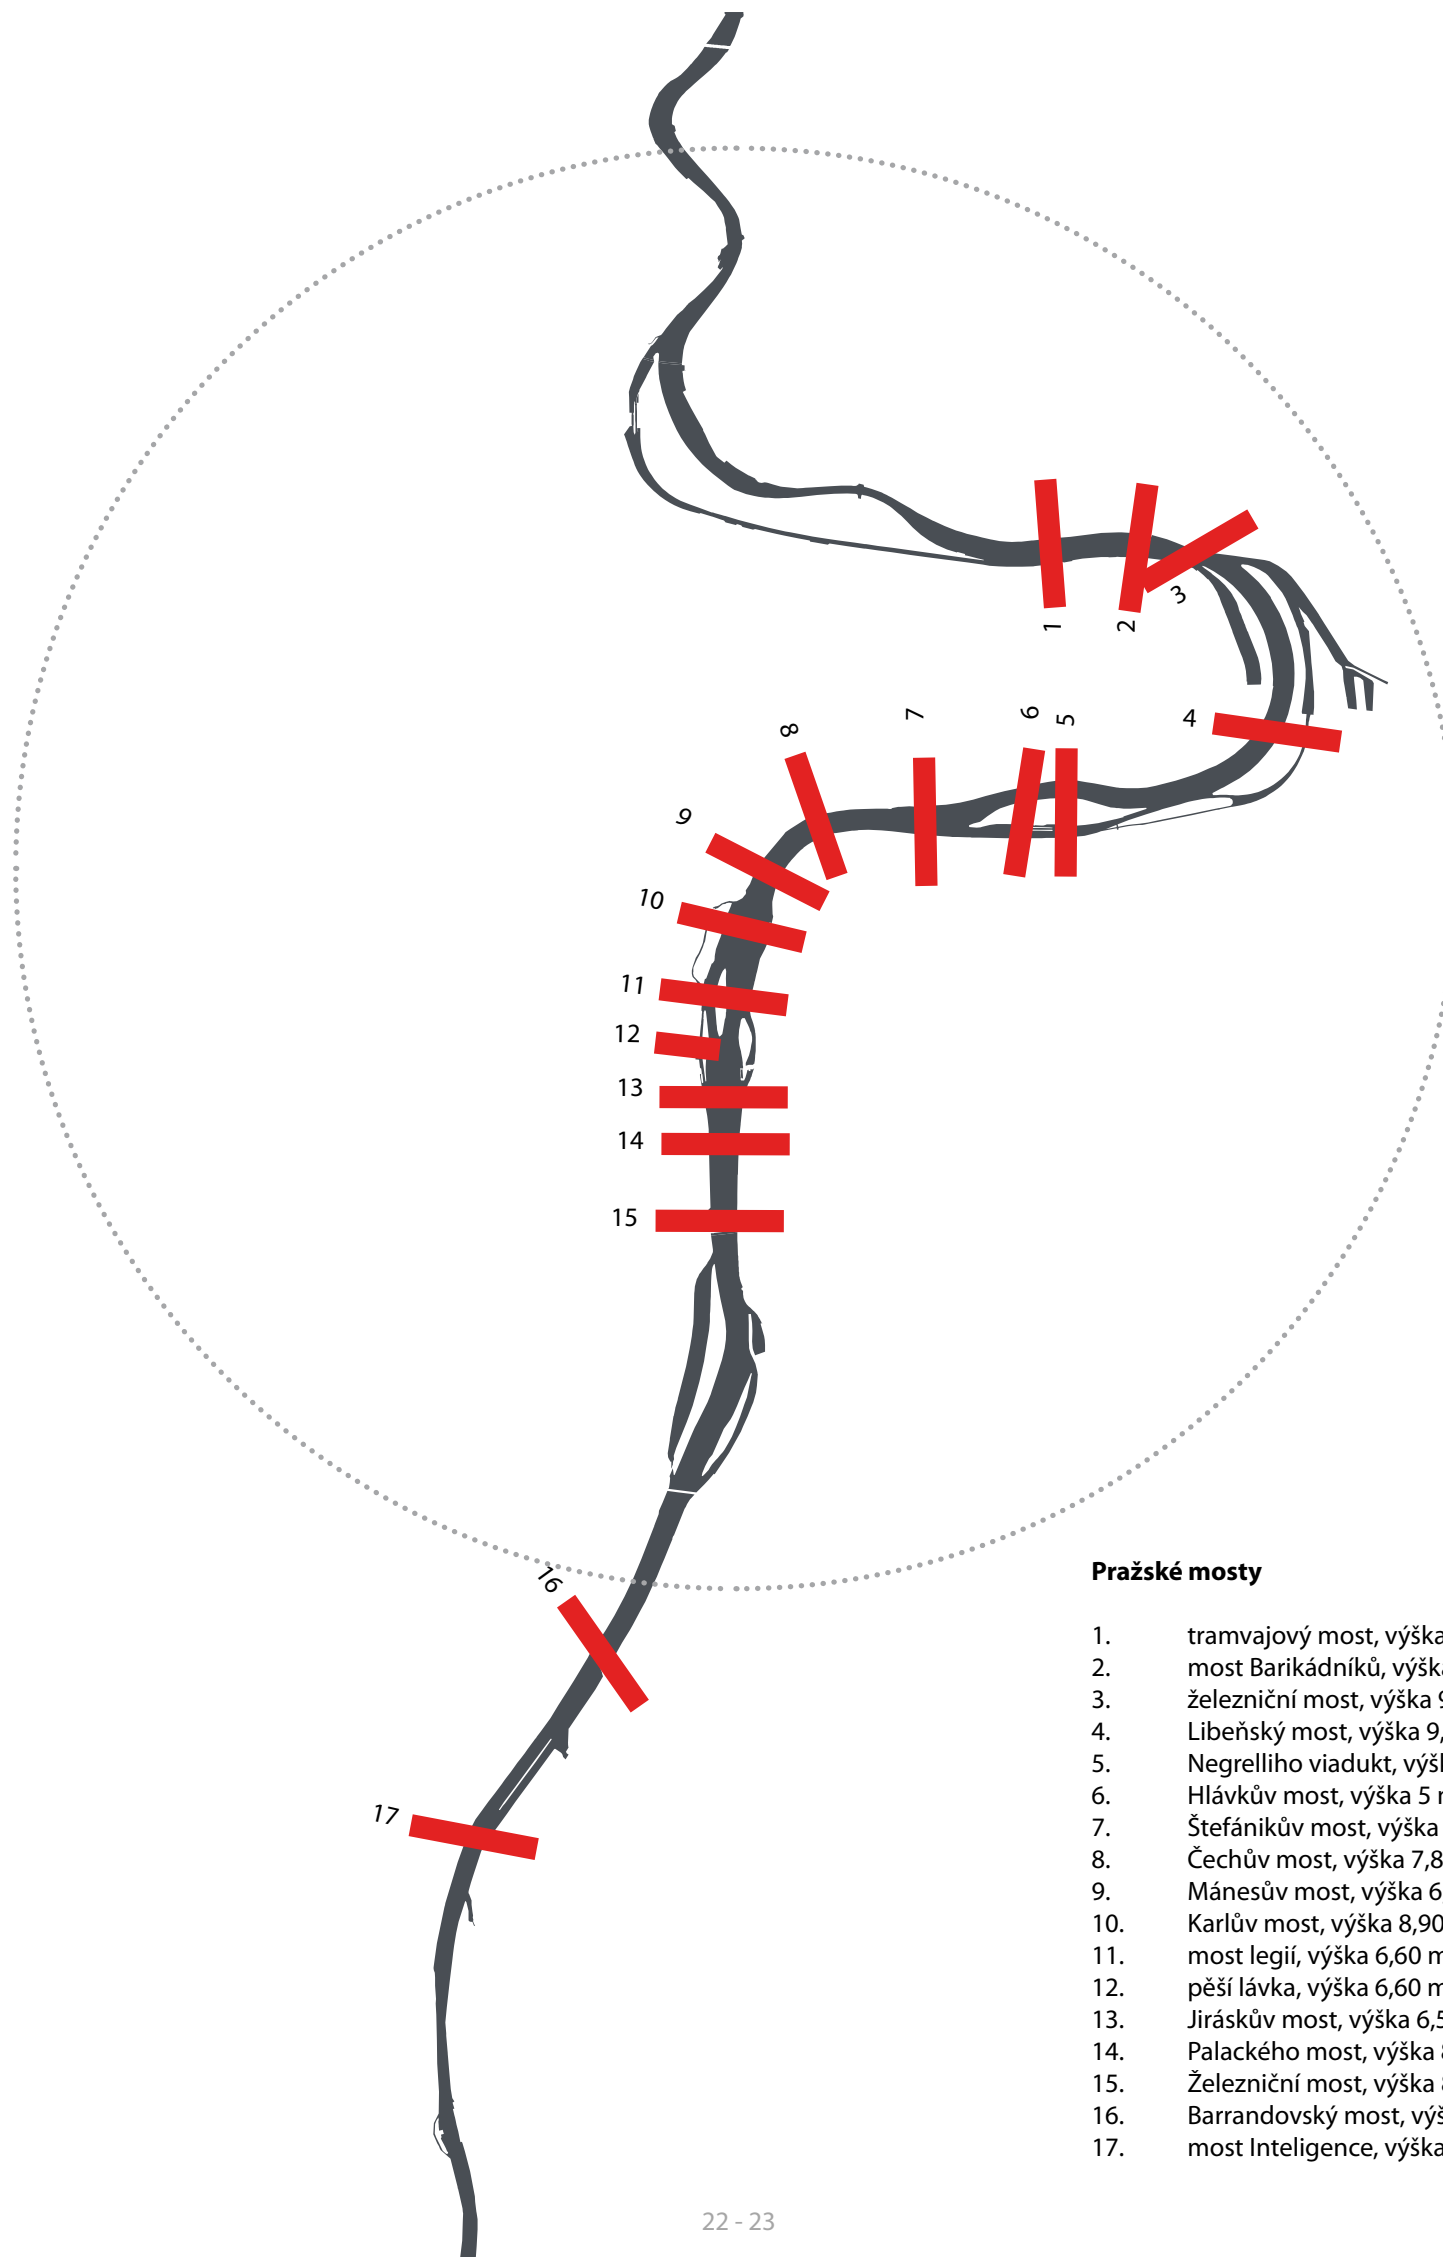 1
2
3
4
5
6
7
8
9
10
11
12
13
14
15
16
17
Pražské mosty
1. tramvajový most, výška
2. most Barikádníků, výška
3. železniční most, výška 9
4. Libeňský most, výška 9,
5. Negrelliho viadukt, výš
6. Hlávkův most, výška 5
7. Štefánikův most, výška
8. Čechův most, výška 7,8
9. Mánesův most, výška 6,
10. Karlův most, výška 8,90
11. most legií, výška 6,60 m
12. pěší lávka, výška 6,60 m
13. Jiráskův most, výška 6,5
14. Palackého most, výška 8
15. Železniční most, výška 8
16. Barrandovský most, výš
17. most Inteligence, výška
22 - 23